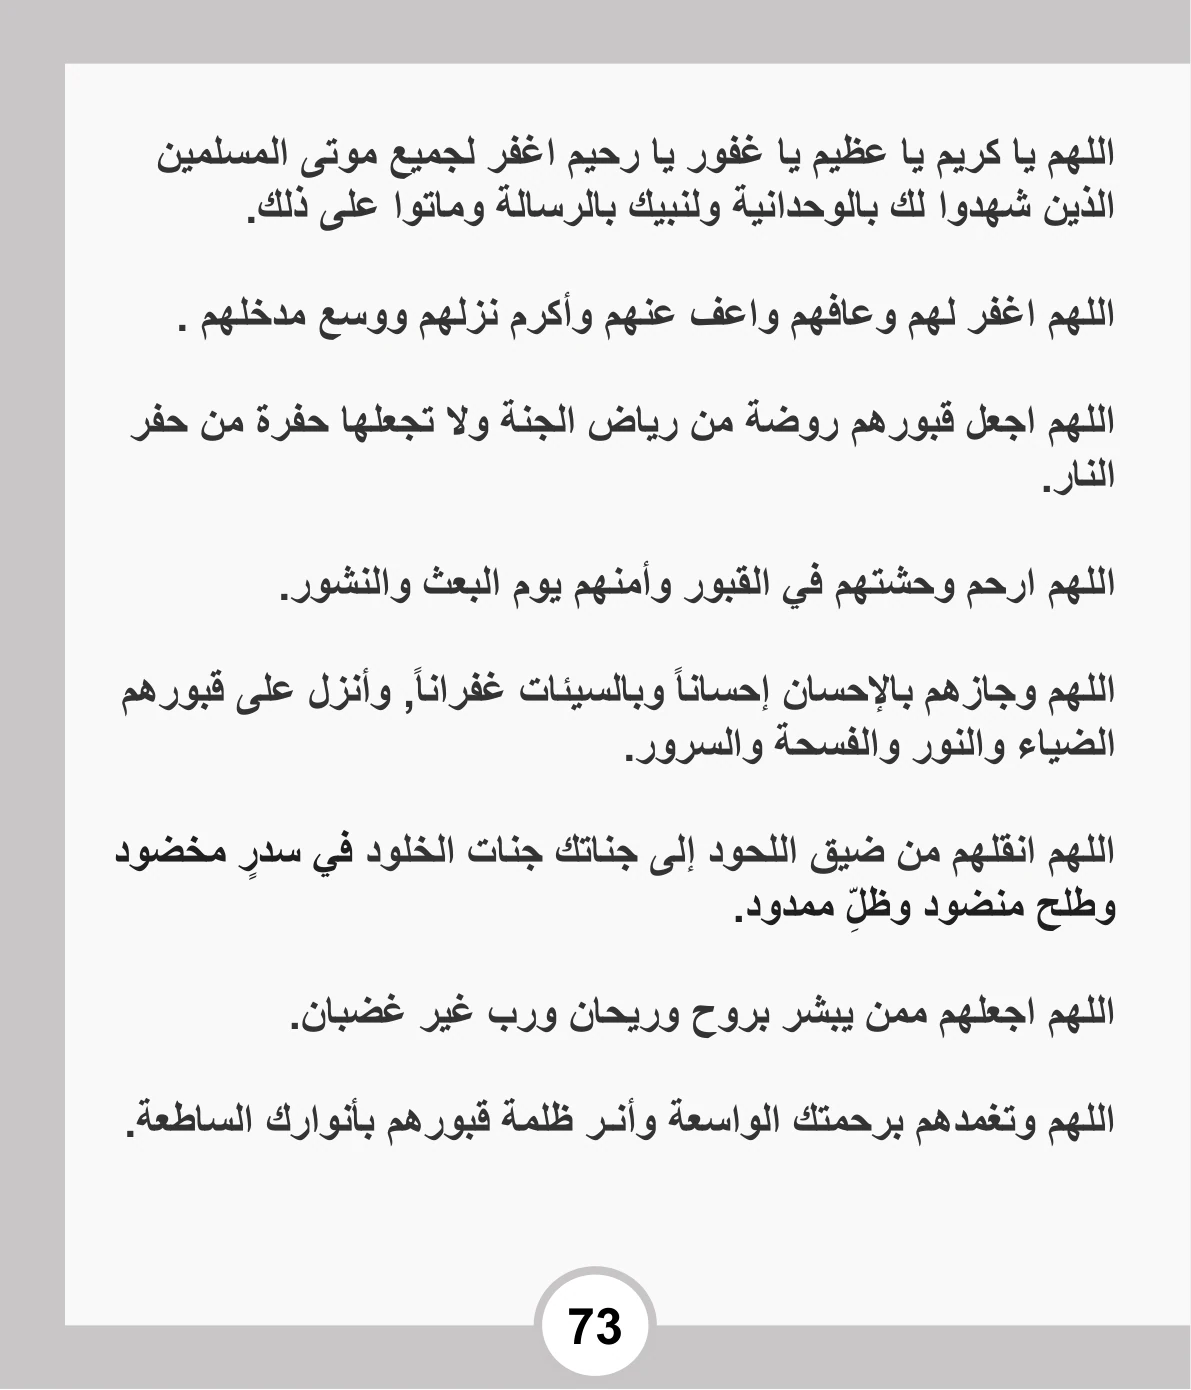 اللهم يا كريم يا عظيم يا غفور يا رحيم اغفر لجميع موتى المسلمين
الذين شهدوا لك بالوحدانية ولنبيك بالرسالة وماتوا على ذلك.
اللهم اغفر لهم وعافهم واعف عنهم وأكرم نزلهم ووسع مدخلهم .
اللهم اجعل قبورهم روضة من رياض الجنة ولا تجعلها حفرة من حفر
النار.
اللهم ارحم وحشتهم في القبور وأمنهم يوم البعث والنشور.
اللهم وجازهم بالإحسان إحساناً وبالسيئات غفراناً, وأنزل على قبورهم
الضياء والنور والفسحة والسرور.
اللهم انقلهم من ضيق اللحود إلى جناتك جنات الخلود في سدرٍ مخضود
وطلح منضود وظلِّ ممدود.
اللهم اجعلهم ممن يبشر بروح وريحان ورب غير غضبان.
اللهم وتغمدهم برحمتك الواسعة وأنـر ظلمة قبورهم بأنوارك الساطعة.
73